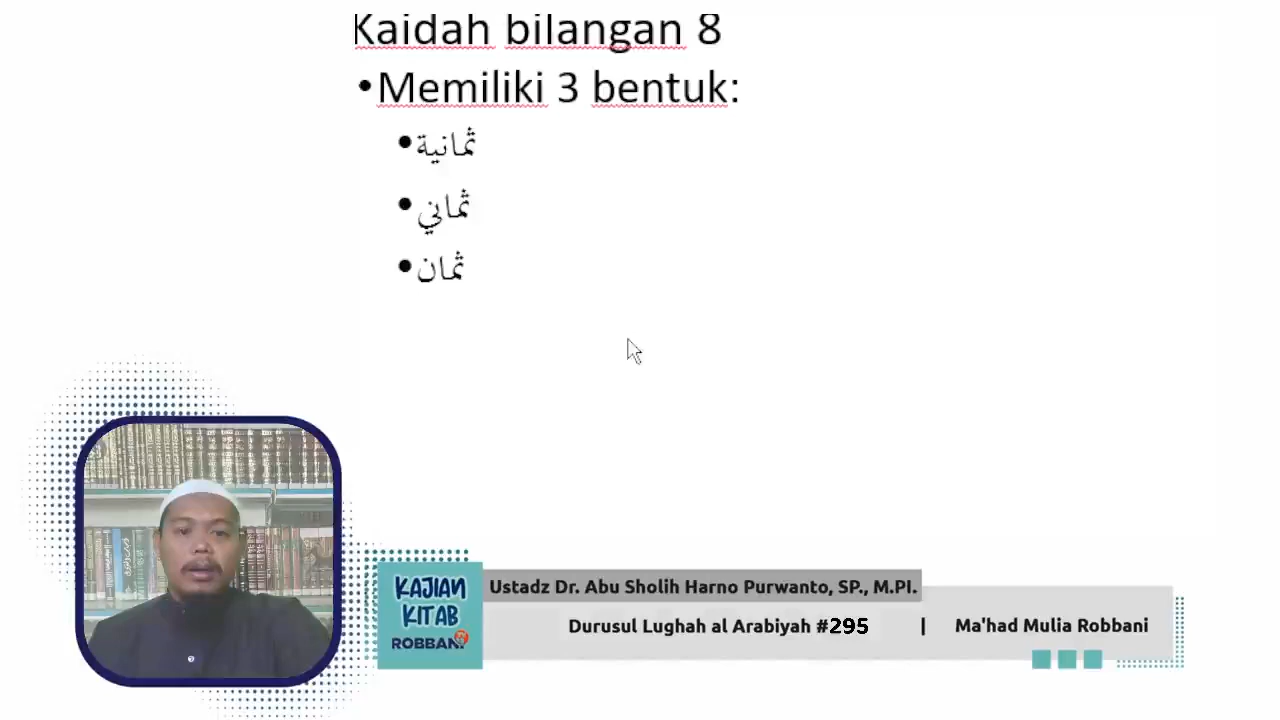 Kaidah bilangan 8
•Memiliki 3 bentuk:
•ثمانية
•ثماني
•ثمان
KAJIAN
KITAB
ROBBANI
Ustadz Dr. Abu Sholih Harno Purwanto, SP., M.PI.
Durusul Lughah al Arabiyah #295 | Ma'had Mulia Robbani